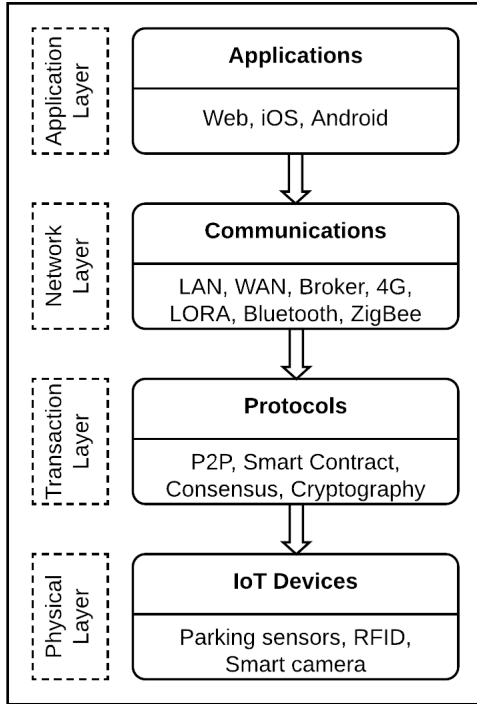 Application
Layer
Applications
Web, iOS, Android
Network
Layer
Communications
LAN, WAN, Broker, 4G,
LORA, Bluetooth, ZigBee
Transaction
Layer
Protocols
P2P, Smart Contract,
Consensus, Cryptography
Physical
Layer
IoT Devices
Parking sensors, RFID,
Smart camera